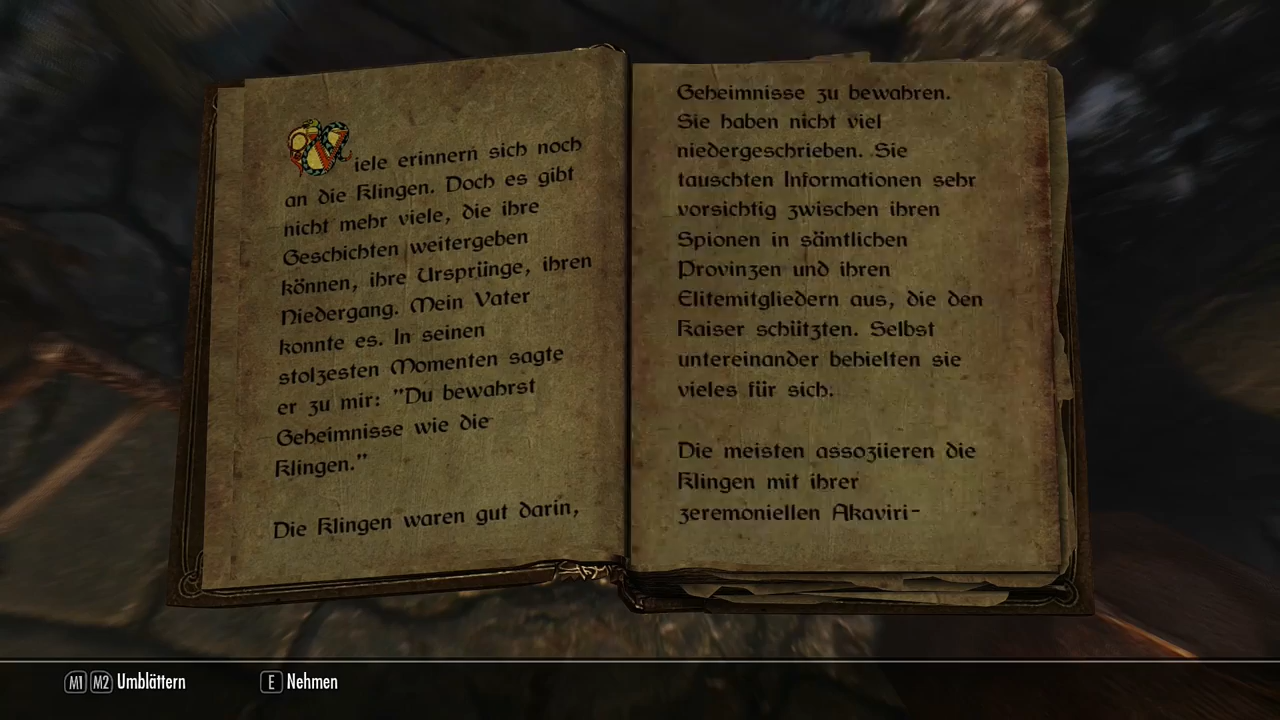 Viele erinnern sich noch
an die Klingen. Doch es gibt
nicht mehr viele, die ihre
Geschichten weitergeben
können, ihre Ursprünge, ihren
Niedergang. Mein Vater
konnte es. In seinen
stolzesten Momenten sagte
er zu mir: "Du bewahrst
Geheimnisse wie die
Klingen."
Die Klingen waren gut darin,
Geheimnisse zu bewahren.
Sie haben nicht viel
niedergeschrieben. Sie
tauschten Informationen sehr
vorsichtig zwischen ihren
Spionen in sämtlichen
Provinzen und ihren
Elitemitgliedern aus, die den
Kaiser schützten. Selbst
untereinander behielten sie
vieles für sich.
Die meisten assoziieren die
Klingen mit ihrer
zeremoniellen Akaviri-
M1 M2 Umblättern
E Nehmen